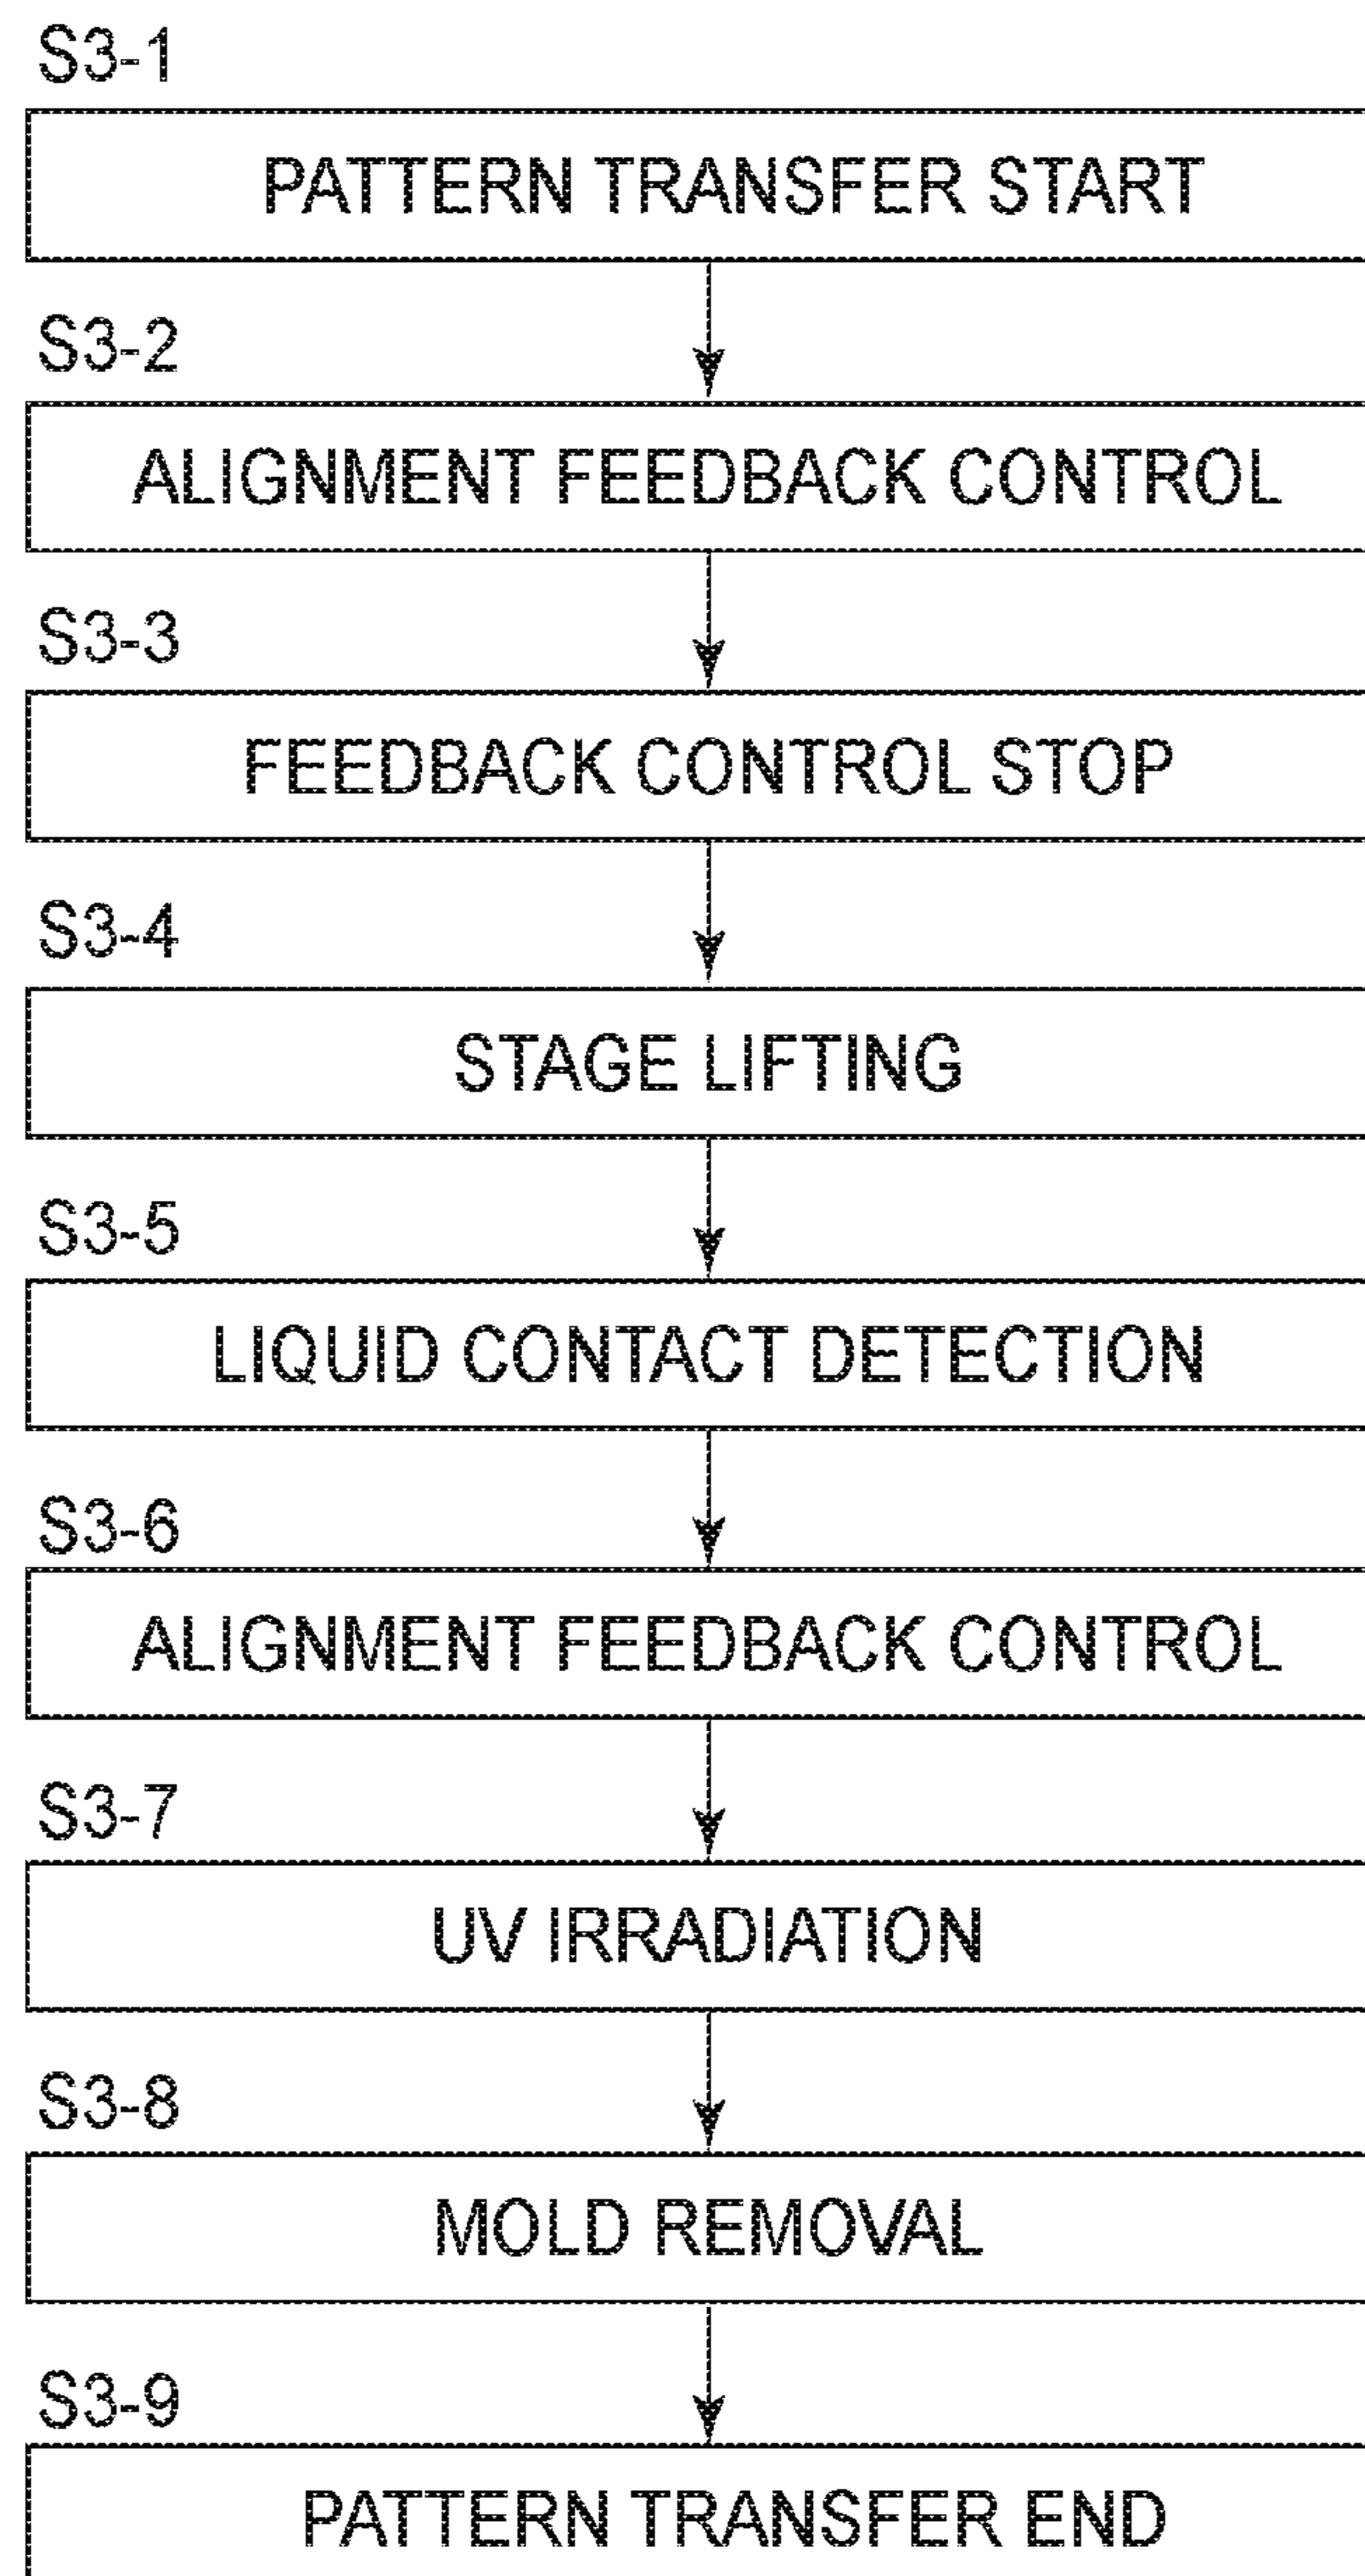 S3-1
PATTERN TRANSFER START
S3-2
ALIGNMENT FEEDBACK CONTROL
S3-3
FEEDBACK CONTROL STOP
S3-4
STAGE LIFTING
S3-5
LIQUID CONTACT DETECTION
S3-6
ALIGNMENT FEEDBACK CONTROL
S3-7
UV IRRADIATION
S3-8
MOLD REMOVAL
S3-9
PATTERN TRANSFER END